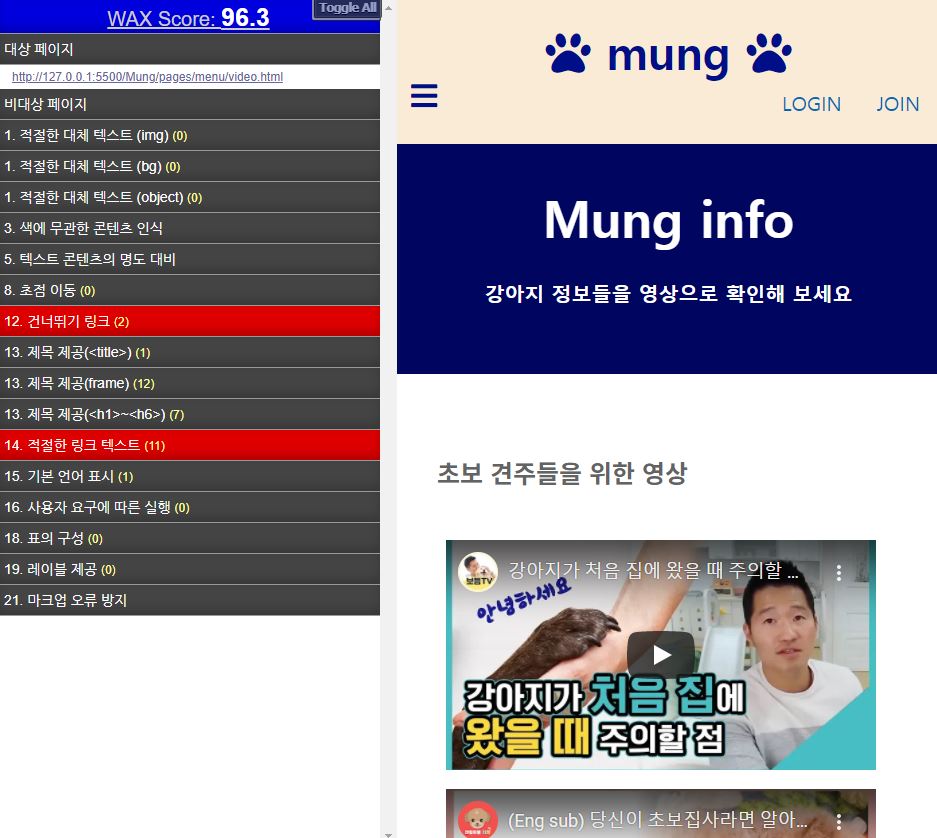 WAX Score: 96.3
Toggle All
대상 페이지
http://127.0.0.1:5500/Mung/pages/menu/video.html
비대상 페이지
1. 적절한 대체 텍스트 (img) (0)
1. 적절한 대체 텍스트 (bg) (0)
1. 적절한 대체 텍스트 (object) (0)
3. 색에 무관한 콘텐츠 인식
5. 텍스트 콘텐츠의 명도 대비
8. 초점 이동 (0)
12. 건너뛰기 링크 (2)
13. 제목 제공(<title>) (1)
13. 제목 제공(frame) (12)
13. 제목 제공(<h1>~<h6>) (7)
14. 적절한 링크 텍스트 (11)
15. 기본 언어 표시 (1)
16. 사용자 요구에 따른 실행 (0)
18. 표의 구성 (0)
19. 레이블 제공 (0)
21. 마크업 오류 방지
mung
LOGIN JOIN
Mung info
강아지 정보들을 영상으로 확인해 보세요
초보 견주들을 위한 영상
보듬TV
강아지가 처음 집에 왔을 때 주의할 ...
안녕하세요
강아지가 처음 집에
왔을 때 주의할 점
(Eng sub) 당신이 초보집사라면 알아...